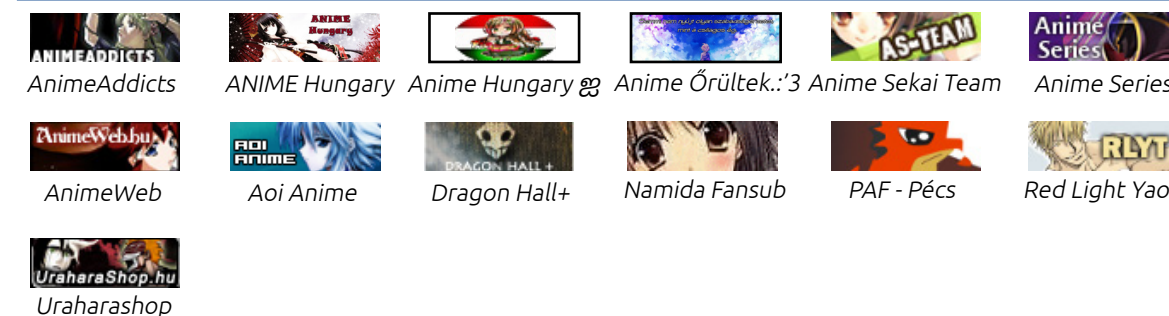 ANIMEADDICTS
ANIME
Hungary
AS-TEAM
Anime
Series
AnimeAddicts
ANIME Hungary
Anime Hungary ஐ
Anime Őrültek.:’3
Anime Sekai Team
Anime Series
AnimeWeb.hu
AOI
ANIME
DRAGON HALL +
RLYT
AnimeWeb
Aoi Anime
Dragon Hall+
Namida Fansub
PAF - Pécs
Red Light Yao
UraharaShop.hu
Uraharashop